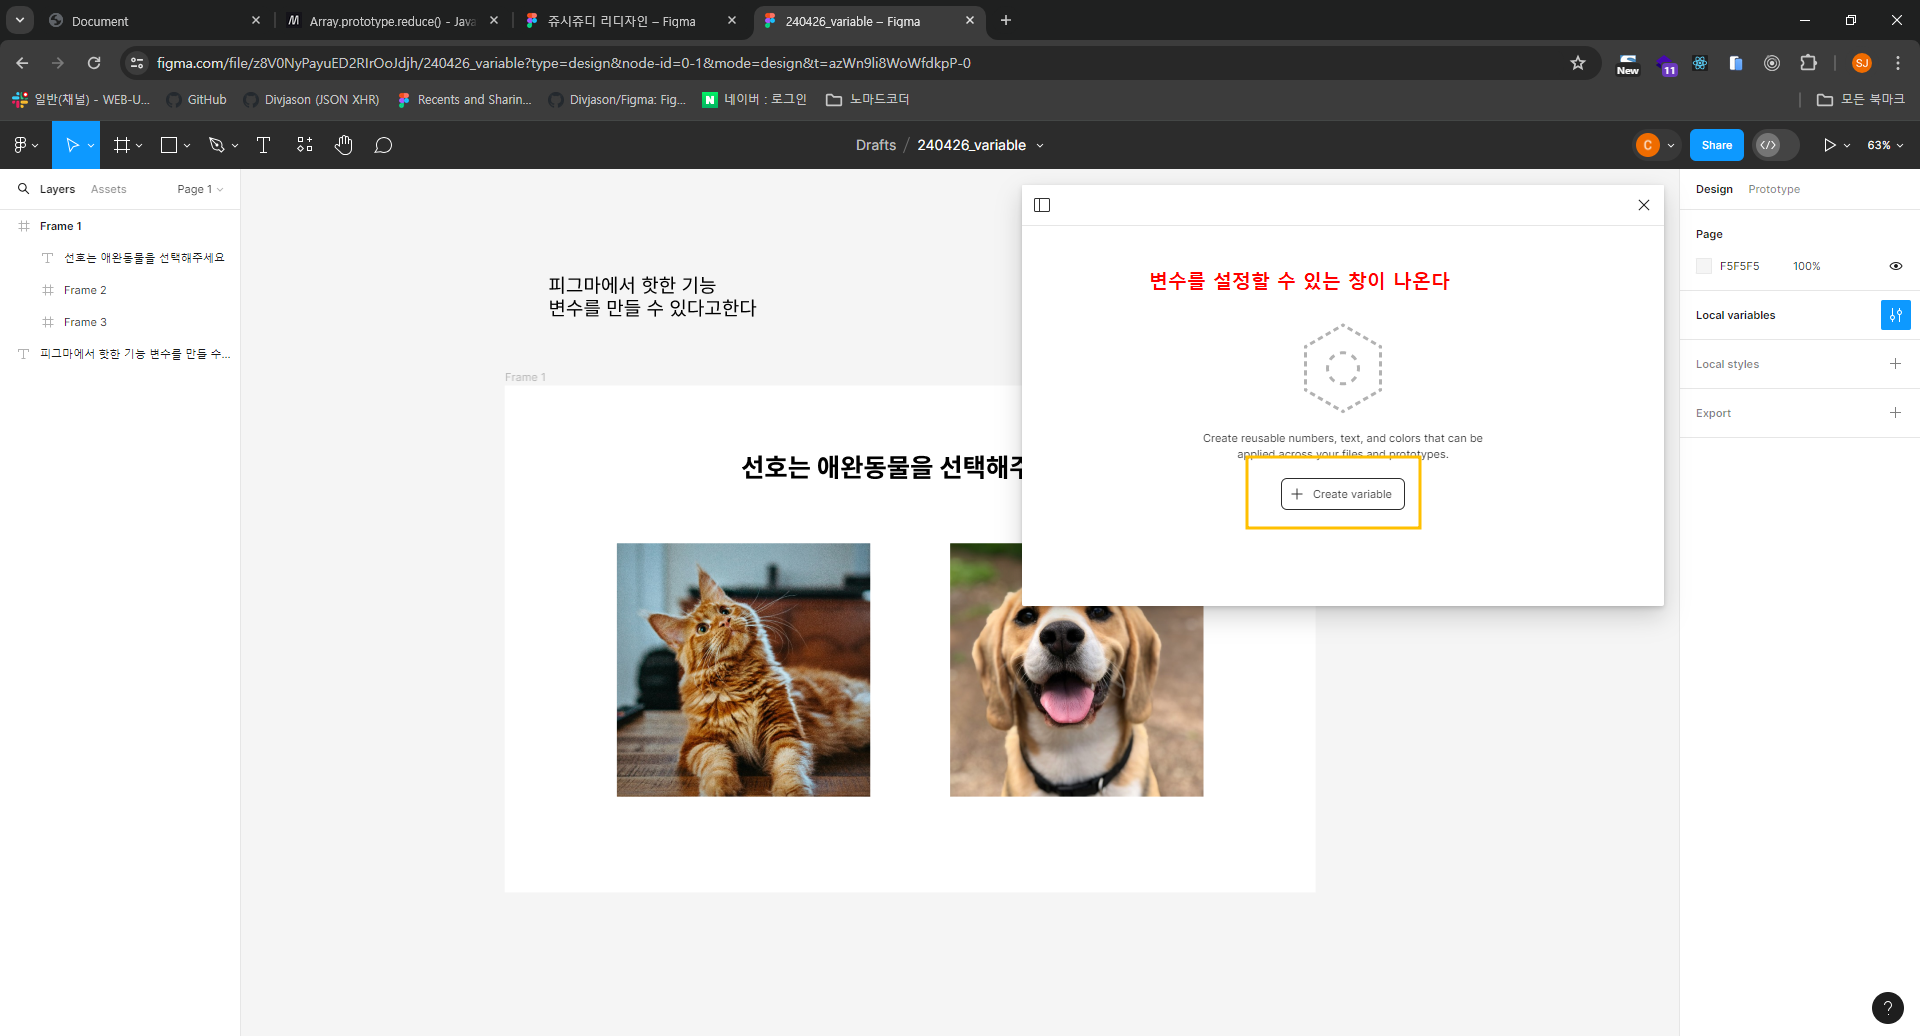 Document
Array.prototype.reduce() - Java
쥬시쥬디 리디자인 – Figma
240426_variable – Figma
figma.com/file/z8V0NyPayuED2RIrOoJdjh/240426_variable?type=design&node-id=0-1&mode=design&t=azWn9li8WoWfdkpP-0
New
11
SJ
일반(채널) - WEB-U...
GitHub
Divjason (JSON XHR)
Recents and Sharin...
Divjason/Figma: Fig...
N 네이버 : 로그인
노마드코더
모든 북마크
Drafts / 240426_variable
C
Share
63%
Layers
Assets
Page 1
Frame 1
선호는 애완동물을 선택해주세요
Frame 2
Frame 3
피그마에서 핫한 기능 변수를 만들 수...
피그마에서 핫한 기능
변수를 만들 수 있다고한다
Frame 1
선호는 애완동물을 선택해주
변수를 설정할 수 있는 창이 나온다
Create reusable numbers, text, and colors that can be
applied across your files and prototypes.
Create variable
Design
Prototype
Page
F5F5F5
100%
Local variables
Local styles
Export
?